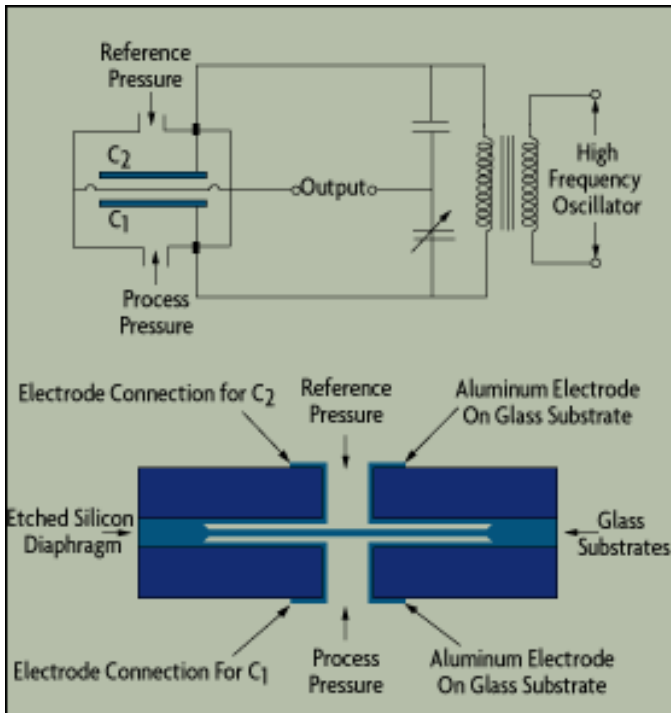 Reference
Pressure
C2
C1
Output
High
Frequency
Oscillator
Process
Pressure
Electrode Connection for C2
Reference
Pressure
Aluminum Electrode
On Glass Substrate
Etched Silicon
Diaphragm
Glass
Substrates
Electrode Connection For C1
Process
Pressure
Aluminum Electrode
On Glass Substrate